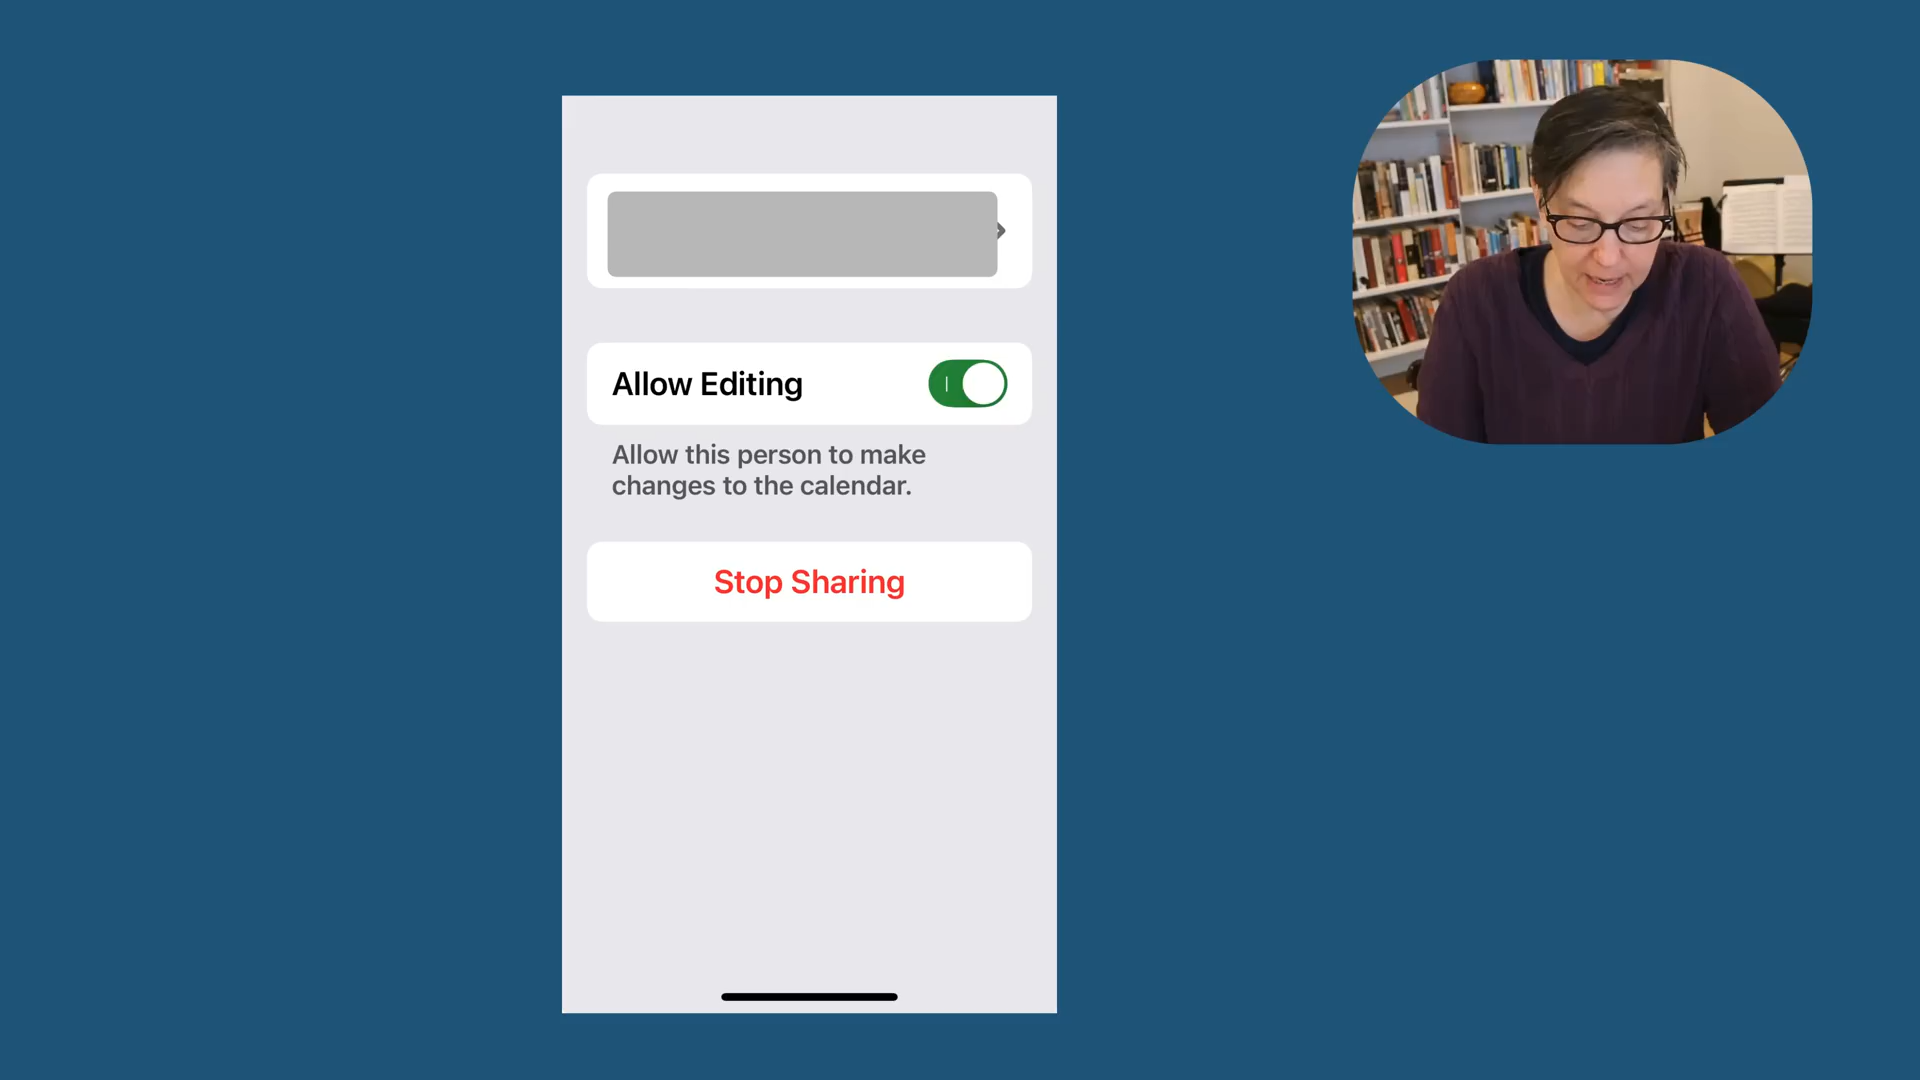 Allow Editing
Allow this person to make
changes to the calendar.
Stop Sharing